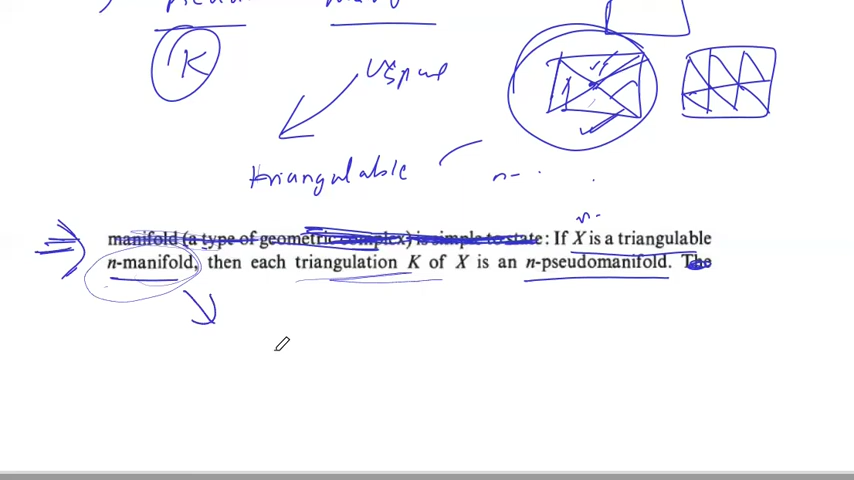 K
triangulable
n-
n-
manifold (a type of geometric complex) is simple to state: If X is a triangulable
n-manifold, then each triangulation K of X is an n-pseudomanifold. The